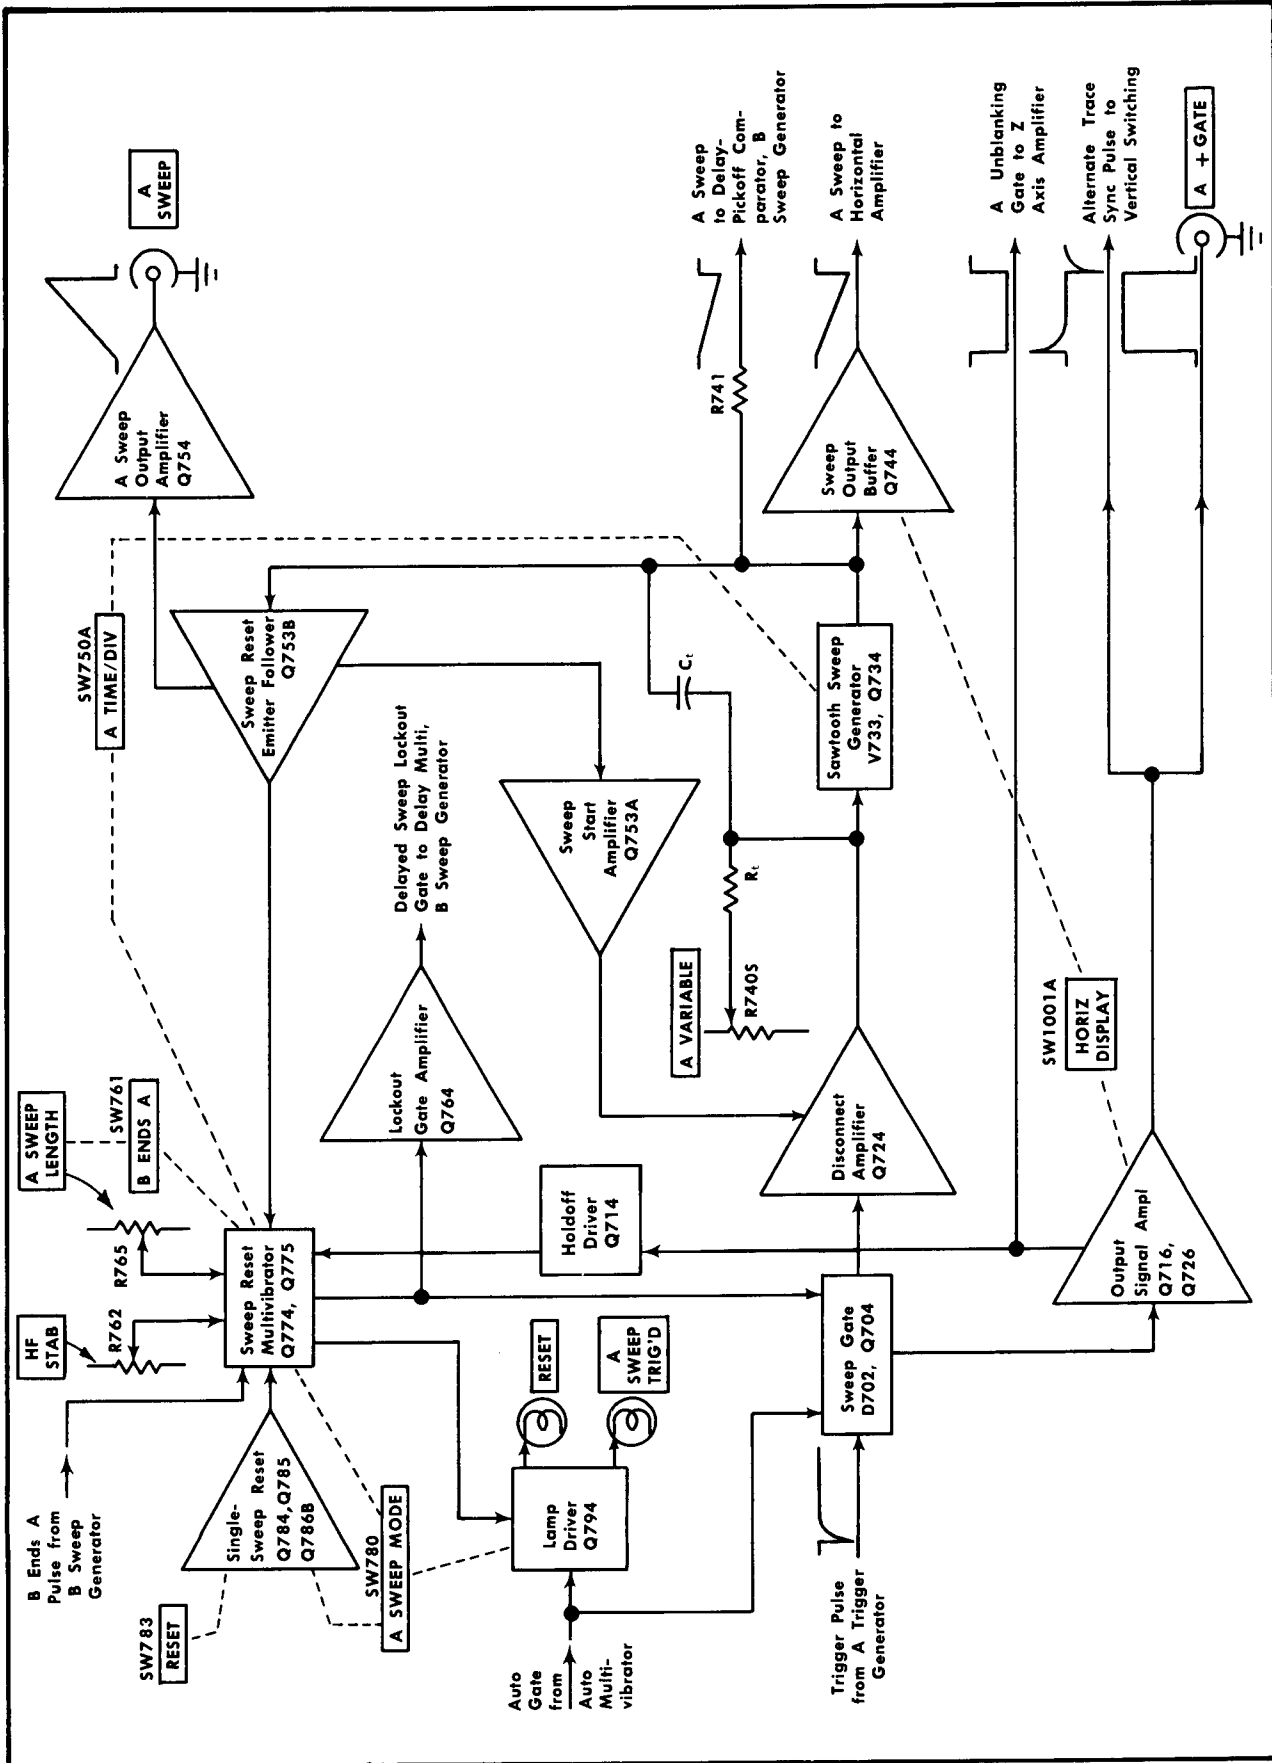 B Ends A
Pulse from
B Sweep
Generator
HF
STAB
R762
A SWEEP
LENGTH
R765
SW761
B ENDS A
SW750A
A TIME/DIV
A
SWEEP
SW783
RESET
Single-
Sweep Reset
Q784,Q785
Q786B
Sweep Reset
Multivibrator
Q774, Q775
Sweep Reset
Emitter Follower
Q753B
A Sweep
Output
Amplifier
Q754
SW780
A SWEEP MODE
Lockout
Gate Amplifier
Q764
Delayed Sweep Lockout
Gate to Delay Multi,
B Sweep Generator
Auto
Gate
from
Auto
Multi-
vibrator
Lamp
Driver
Q794
RESET
A
SWEEP
TRIG'D
Holdoff
Driver
Q714
Sweep
Start
Amplifier
Q753A
Ct
A VARIABLE
R740S
Rt
R741
A Sweep
to Delay-
Pickoff Com-
parator, B
Sweep Generator
Trigger Pulse
from A Trigger
Generator
Sweep Gate
D702, Q704
Disconnect
Amplifier
Q724
Sawtooth Sweep
Generator
V733, Q734
Sweep
Output
Buffer
Q744
A Sweep to
Horizontal
Amplifier
SW1001A
HORIZ
DISPLAY
A Unblanking
Gate to Z
Axis Amplifier
Output
Signal Ampl
Q716,
Q726
Alternate Trace
Sync Pulse to
Vertical Switching
A + GATE